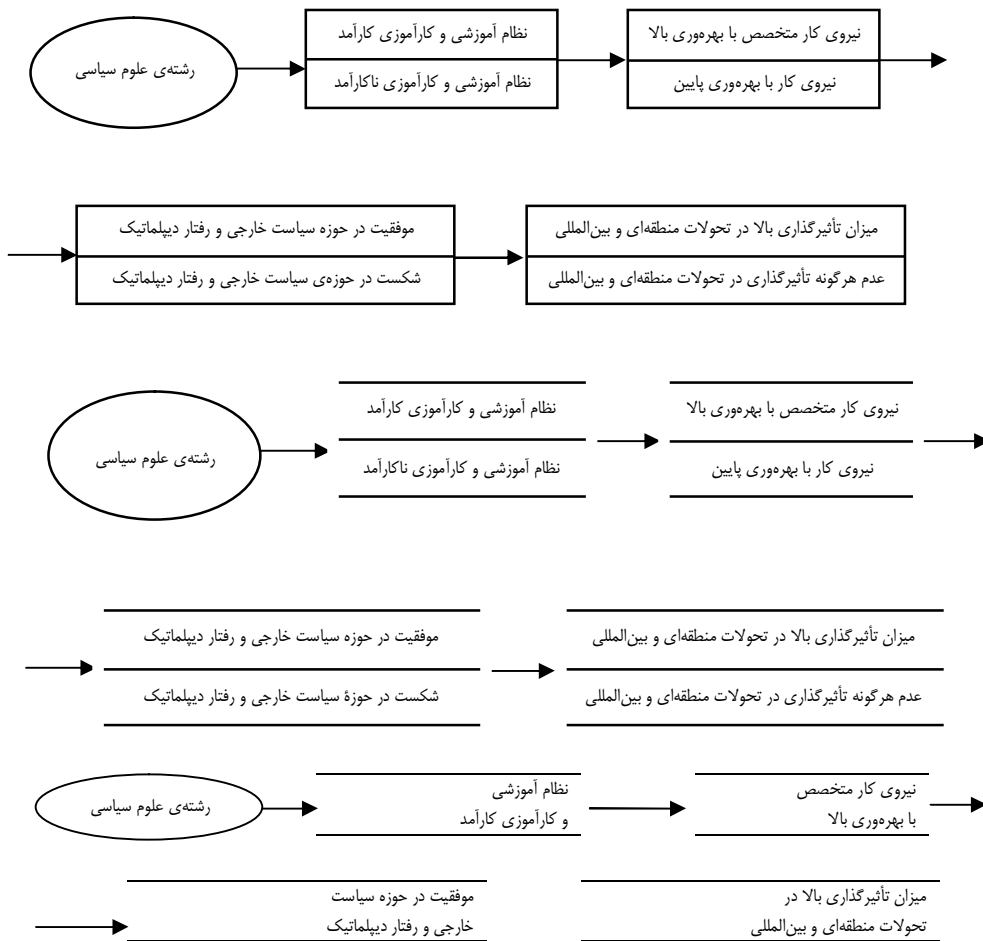 رشته‌ی علوم سیاسی
نظام آموزشی و کارآموزی کارآمد
نظام آموزشی و کارآموزی ناکارآمد
نیروی کار متخصص با بهره‌وری بالا
نیروی کار با بهره‌وری پایین
موفقیت در حوزه سیاست خارجی و رفتار دیپلماتیک
شکست در حوزه‌ی سیاست خارجی و رفتار دیپلماتیک
میزان تأثیرگذاری بالا در تحولات منطقه‌ای و بین‌المللی
عدم هرگونه تأثیرگذاری در تحولات منطقه‌ای و بین‌المللی
رشته‌ی علوم سیاسی
نظام آموزشی و کارآموزی کارآمد
نظام آموزشی و کارآموزی ناکارآمد
نیروی کار متخصص با بهره‌وری بالا
نیروی کار با بهره‌وری پایین
موفقیت در حوزه سیاست خارجی و رفتار دیپلماتیک
شکست در حوزهٔ سیاست خارجی و رفتار دیپلماتیک
میزان تأثیرگذاری بالا در تحولات منطقه‌ای و بین‌المللی
عدم هرگونه تأثیرگذاری در تحولات منطقه‌ای و بین‌المللی
رشته‌ی علوم سیاسی
نظام آموزشی
و کارآموزی کارآمد
نیروی کار متخصص
با بهره‌وری بالا
موفقیت در حوزه سیاست
خارجی و رفتار دیپلماتیک
میزان تأثیرگذاری بالا در
تحولات منطقه‌ای و بین‌المللی